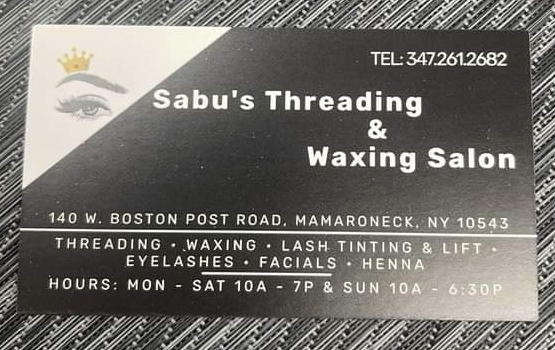 TEL: 347.261.2682
Sabu's Threading
&
Waxing Salon
140 W. BOSTON POST ROAD, MAMARONECK, NY 10543
THREADING • WAXING • LASH TINTING & LIFT •
EYELASHES • FACIALS • HENNA
HOURS: MON - SAT 10A - 7P & SUN 10A - 6:30P